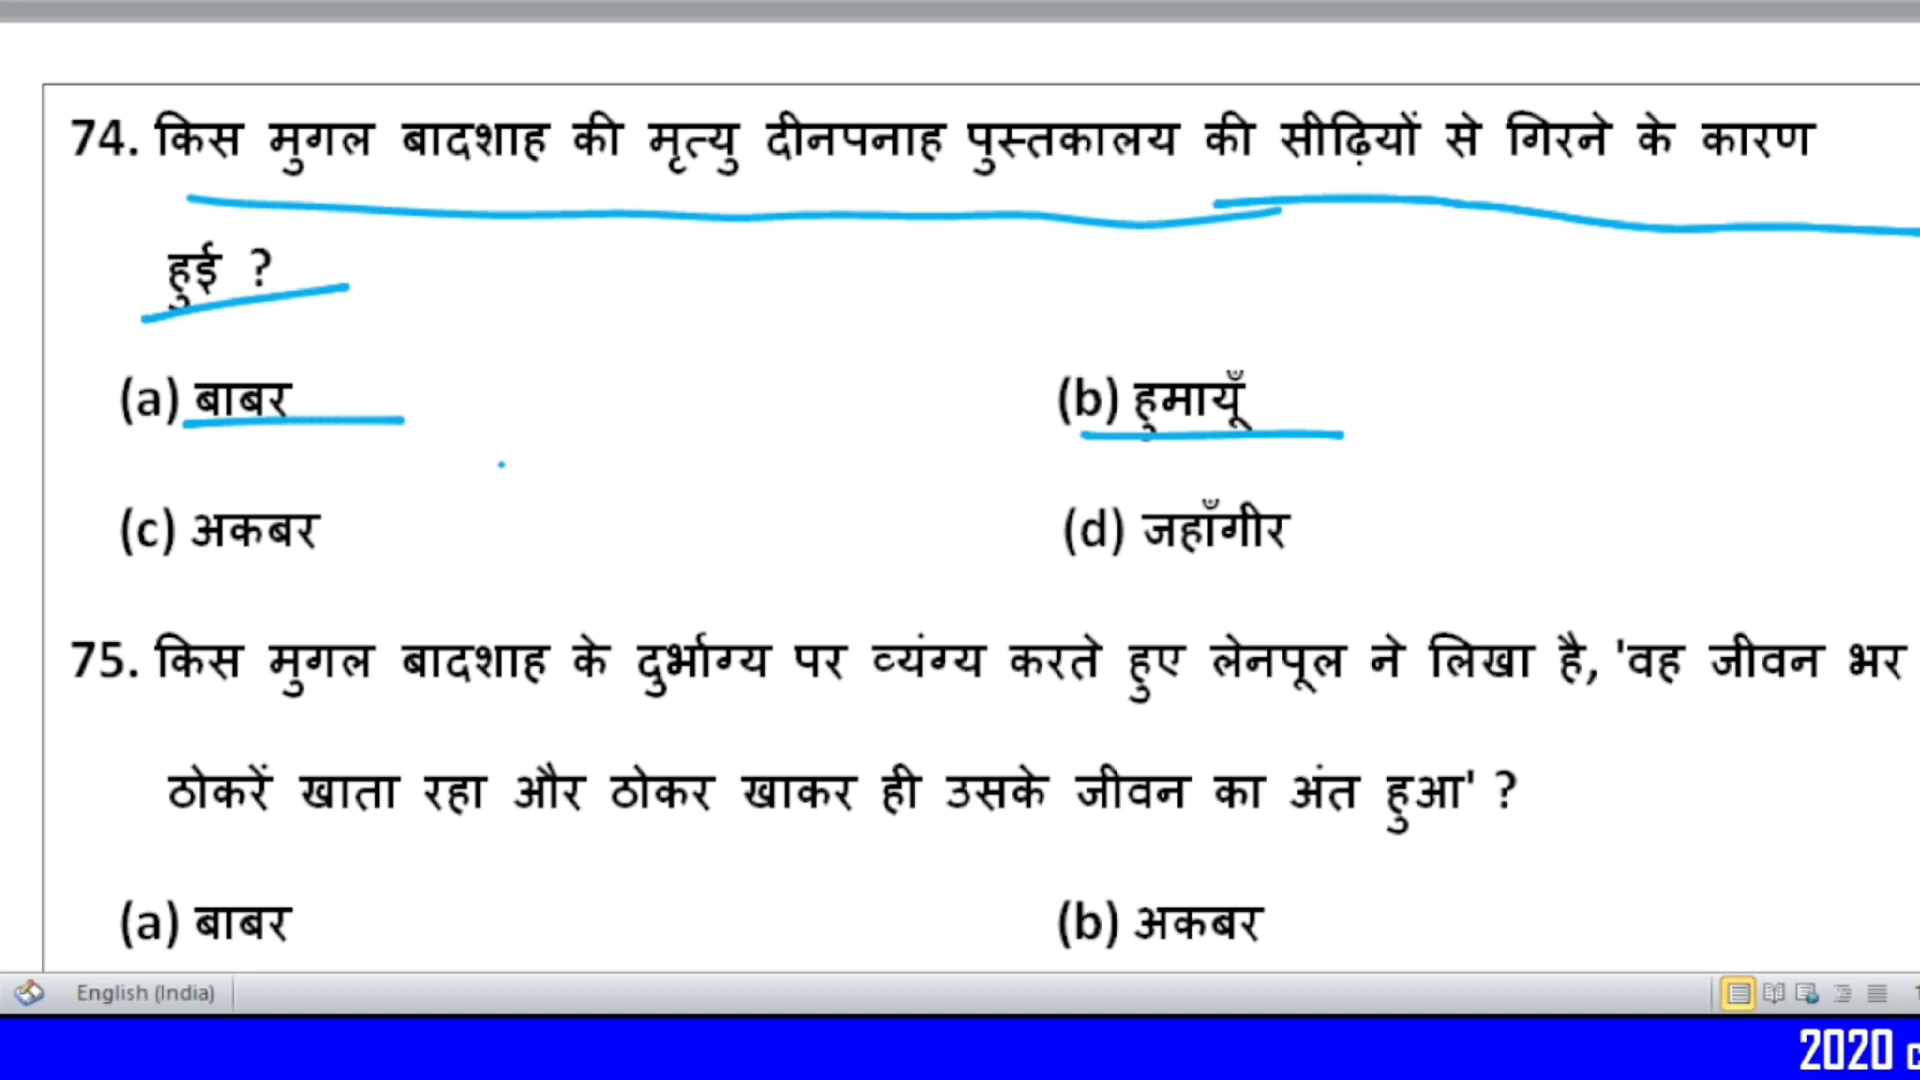 74. किस मुगल बादशाह की मृत्यु दीनपनाह पुस्तकालय की सीढ़ियों से गिरने के कारण
हुई ?
(a) बाबर (b) हुमायूँ
(c) अकबर (d) जहाँगीर
75. किस मुगल बादशाह के दुर्भाग्य पर व्यंग्य करते हुए लेनपूल ने लिखा है, 'वह जीवन भर
ठोकरें खाता रहा और ठोकर खाकर ही उसके जीवन का अंत हुआ' ?
(a) बाबर (b) अकबर
English (India)
2020